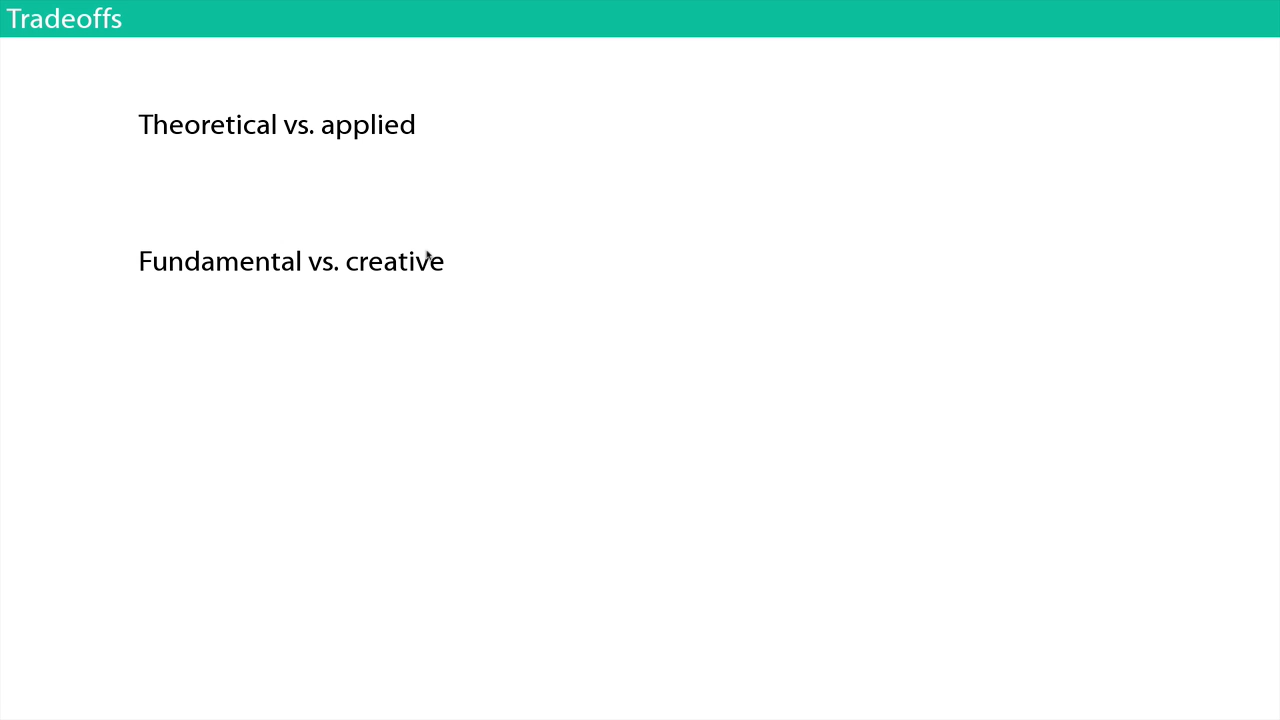 Tradeoffs
Theoretical vs. applied
Fundamental vs. creative